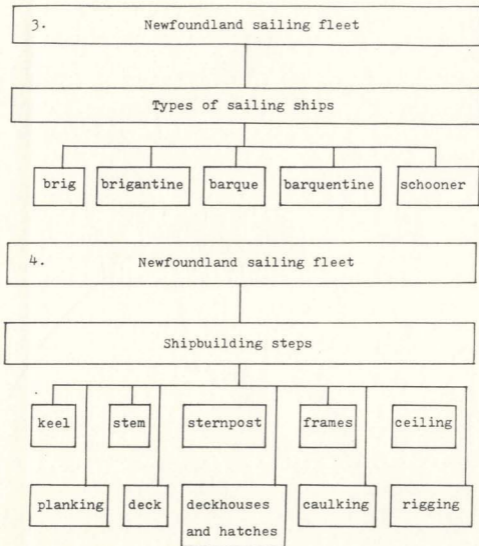 3. Newfoundland sailing fleet
Types of sailing ships
brig brigantine barque barquentine schooner
4. Newfoundland sailing fleet
Shipbuilding steps
keel stem sternpost frames ceiling
planking deck deckhouses caulking rigging
and hatches